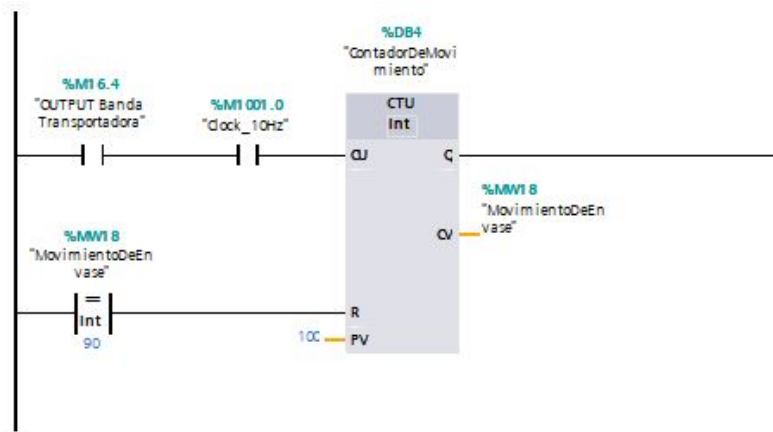 %DB4
"ContadorDeMovi
miento"
%M16.4
"OUTPUT Banda
Transportadora"
%M1001.0
"Clock_10Hz"
CTU
Int
CU
Q
%MW18
"MovimientoDeEn
vase"
CV
%MW18
"MovimientoDeEn
vase"
=
Int
90
R
100
PV